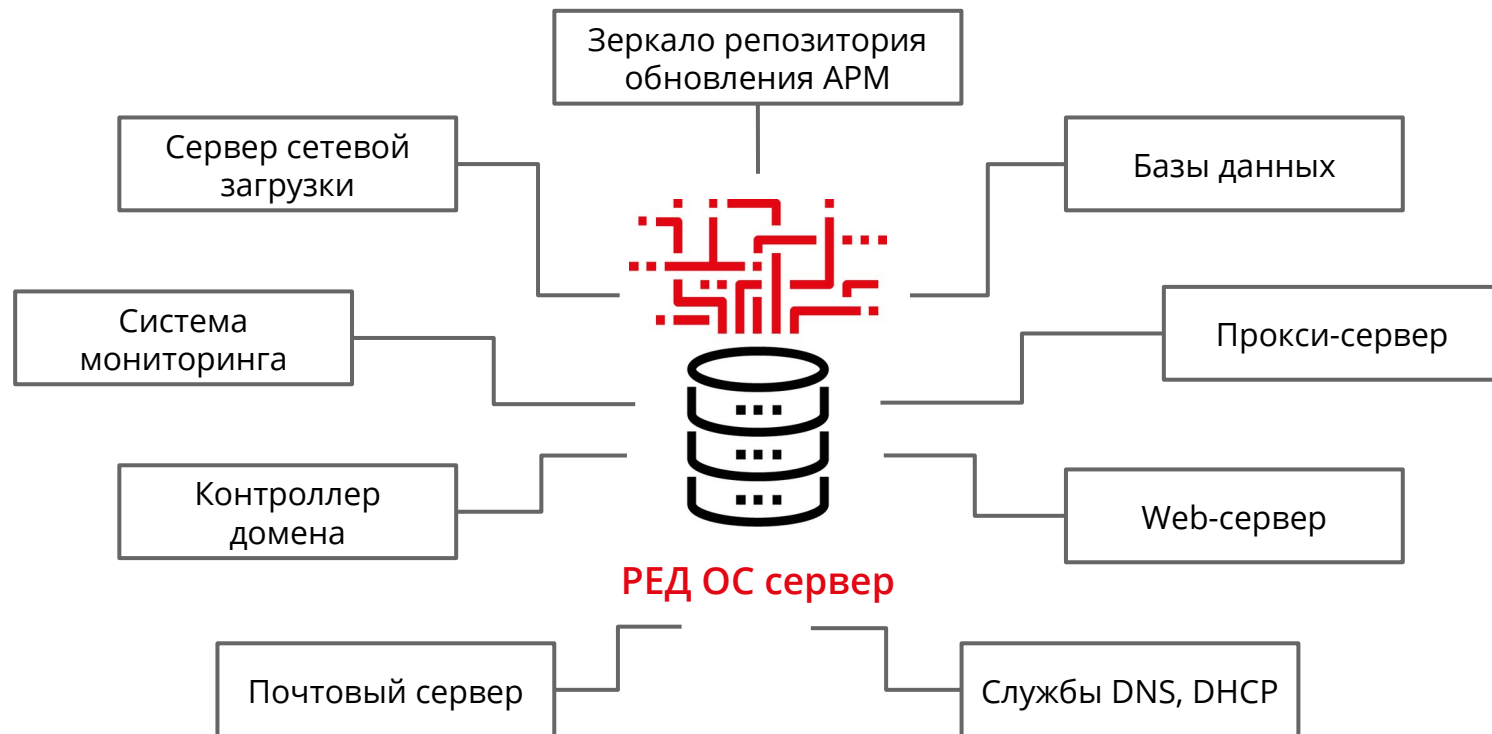 Зеркало репозитория
обновления АРМ
Сервер сетевой
загрузки
Базы данных
Система
мониторинга
Прокси-сервер
Контроллер
домена
Web-сервер
РЕД ОС сервер
Почтовый сервер
Службы DNS, DHCP